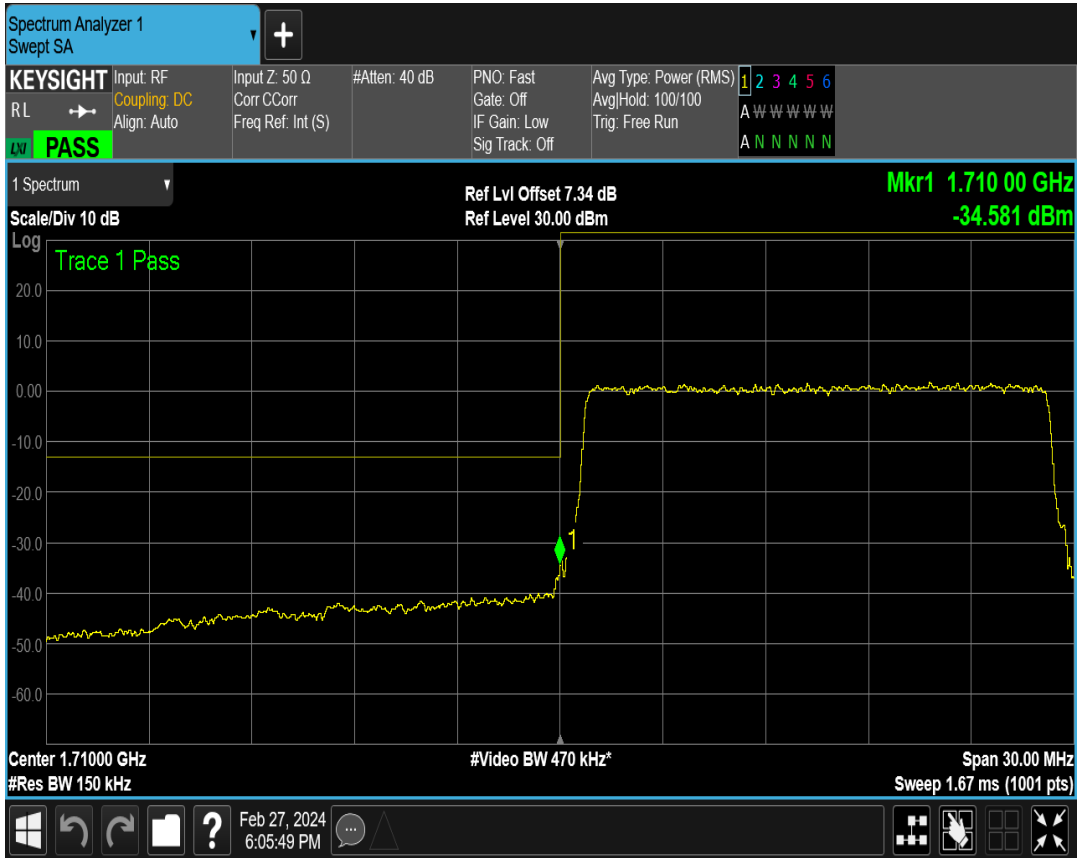 Spectrum Analyzer 1
Swept SA
+
KEYSIGHT
RL
LXI
PASS
Input: RF
Coupling: DC
Align: Auto
Input Z: 50 Ω
Corr CCorr
Freq Ref: Int (S)
#Atten: 40 dB
PNO: Fast
Gate: Off
IF Gain: Low
Sig Track: Off
Avg Type: Power (RMS)
Avg|Hold: 100/100
Trig: Free Run
1 2 3 4 5 6
A W W W W W
A N N N N N
1 Spectrum
Scale/Div 10 dB
Ref Lvl Offset 7.34 dB
Ref Level 30.00 dBm
Mkr1 1.710 00 GHz
-34.581 dBm
Log
Trace 1 Pass
20.0
10.0
0.00
-10.0
-20.0
-30.0
-40.0
-50.0
-60.0
1
Center 1.71000 GHz
#Video BW 470 kHz*
Span 30.00 MHz
#Res BW 150 kHz
Sweep 1.67 ms (1001 pts)
?
Feb 27, 2024
6:05:49 PM